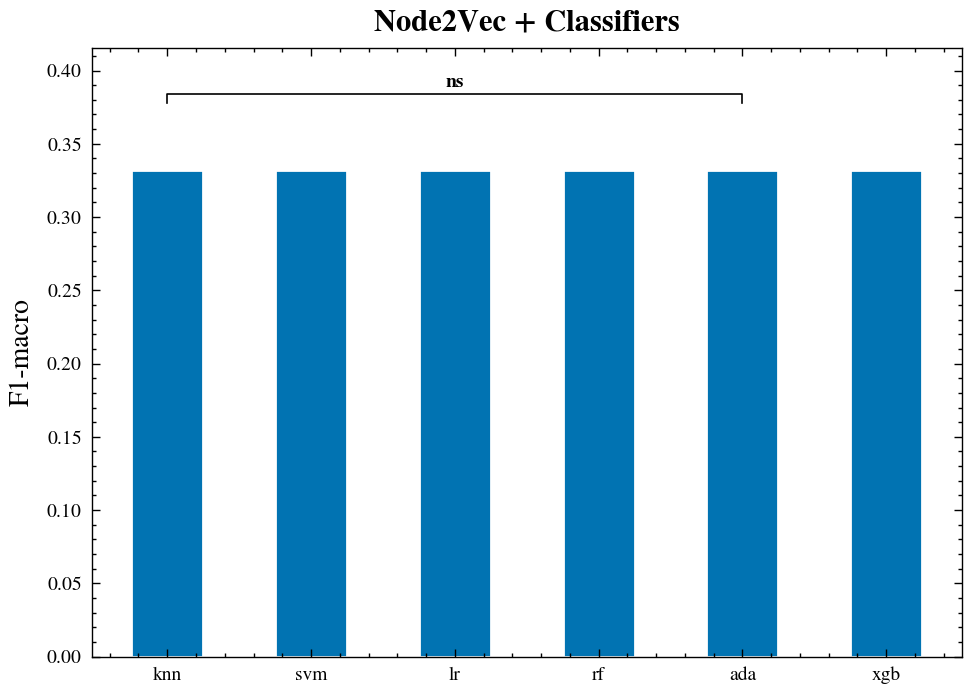 Node2Vec + Classifiers
ns
F1-macro
0.40
0.35
0.30
0.25
0.20
0.15
0.10
0.05
0.00
knn svm lr rf ada xgb